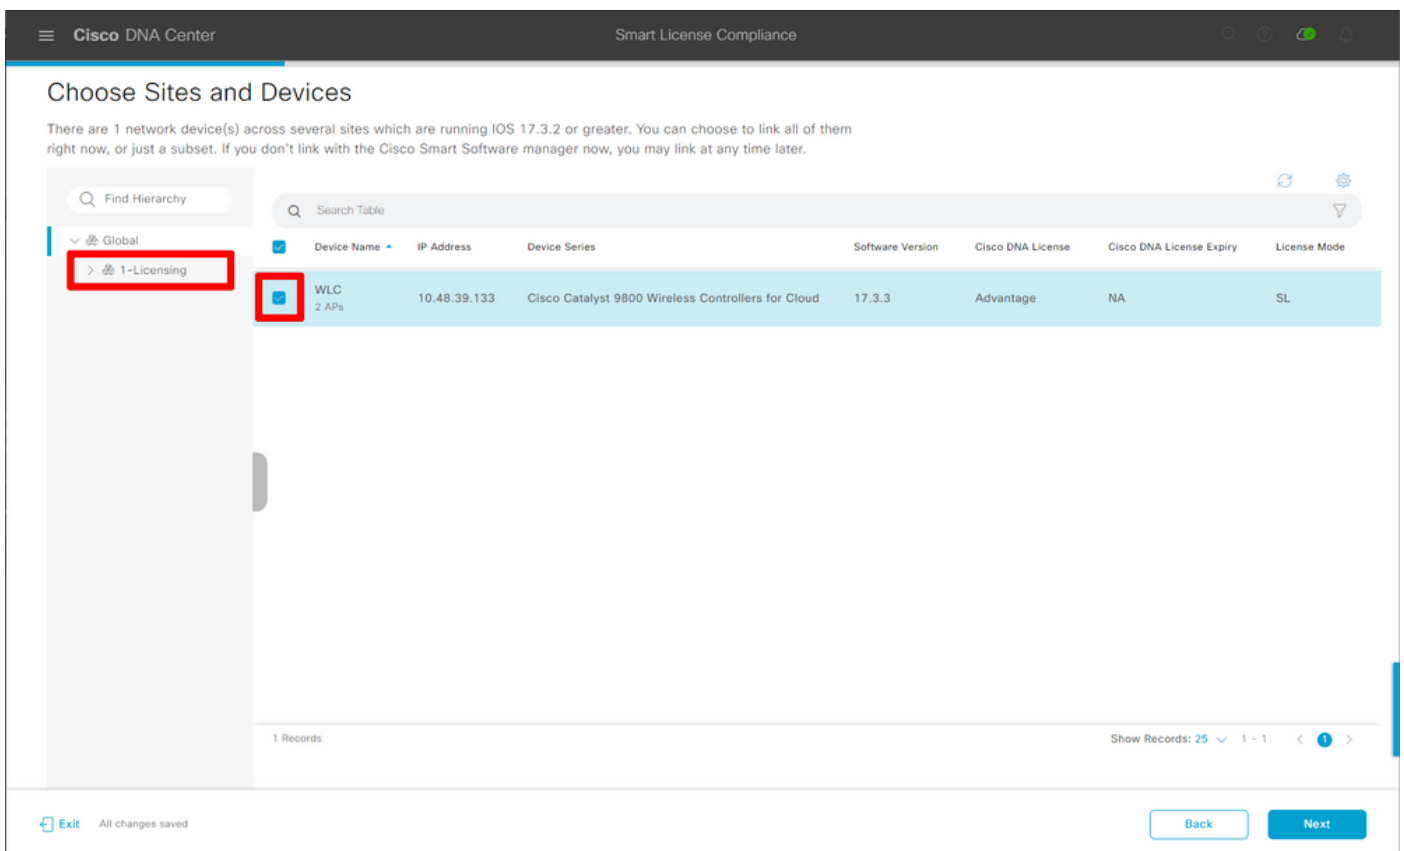 Cisco DNA Center
Smart License Compliance
Choose Sites and Devices
There are 1 network device(s) across several sites which are running IOS 17.3.2 or greater. You can choose to link all of them
right now, or just a subset. If you don't link with the Cisco Smart Software manager now, you may link at any time later.
Find Hierarchy
Global
1-Licensing
Search Table
Device Name IP Address Device Series Software Version Cisco DNA License Cisco DNA License Expiry License Mode
WLC 10.48.39.133 Cisco Catalyst 9800 Wireless Controllers for Cloud 17.3.3 Advantage NA SL
2 APs
1 Records Show Records: 25 1 - 1 1
Exit All changes saved Back Next